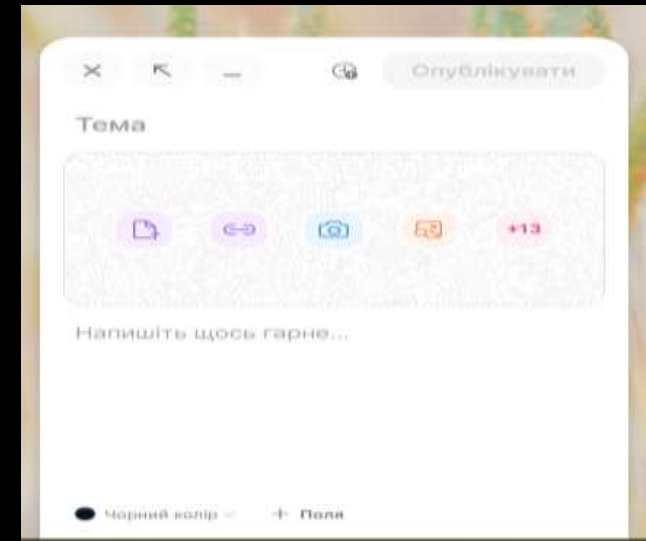 Опублікувати
Тема
+13
Напишіть щось гарне...
Чорний колір
+ Поля